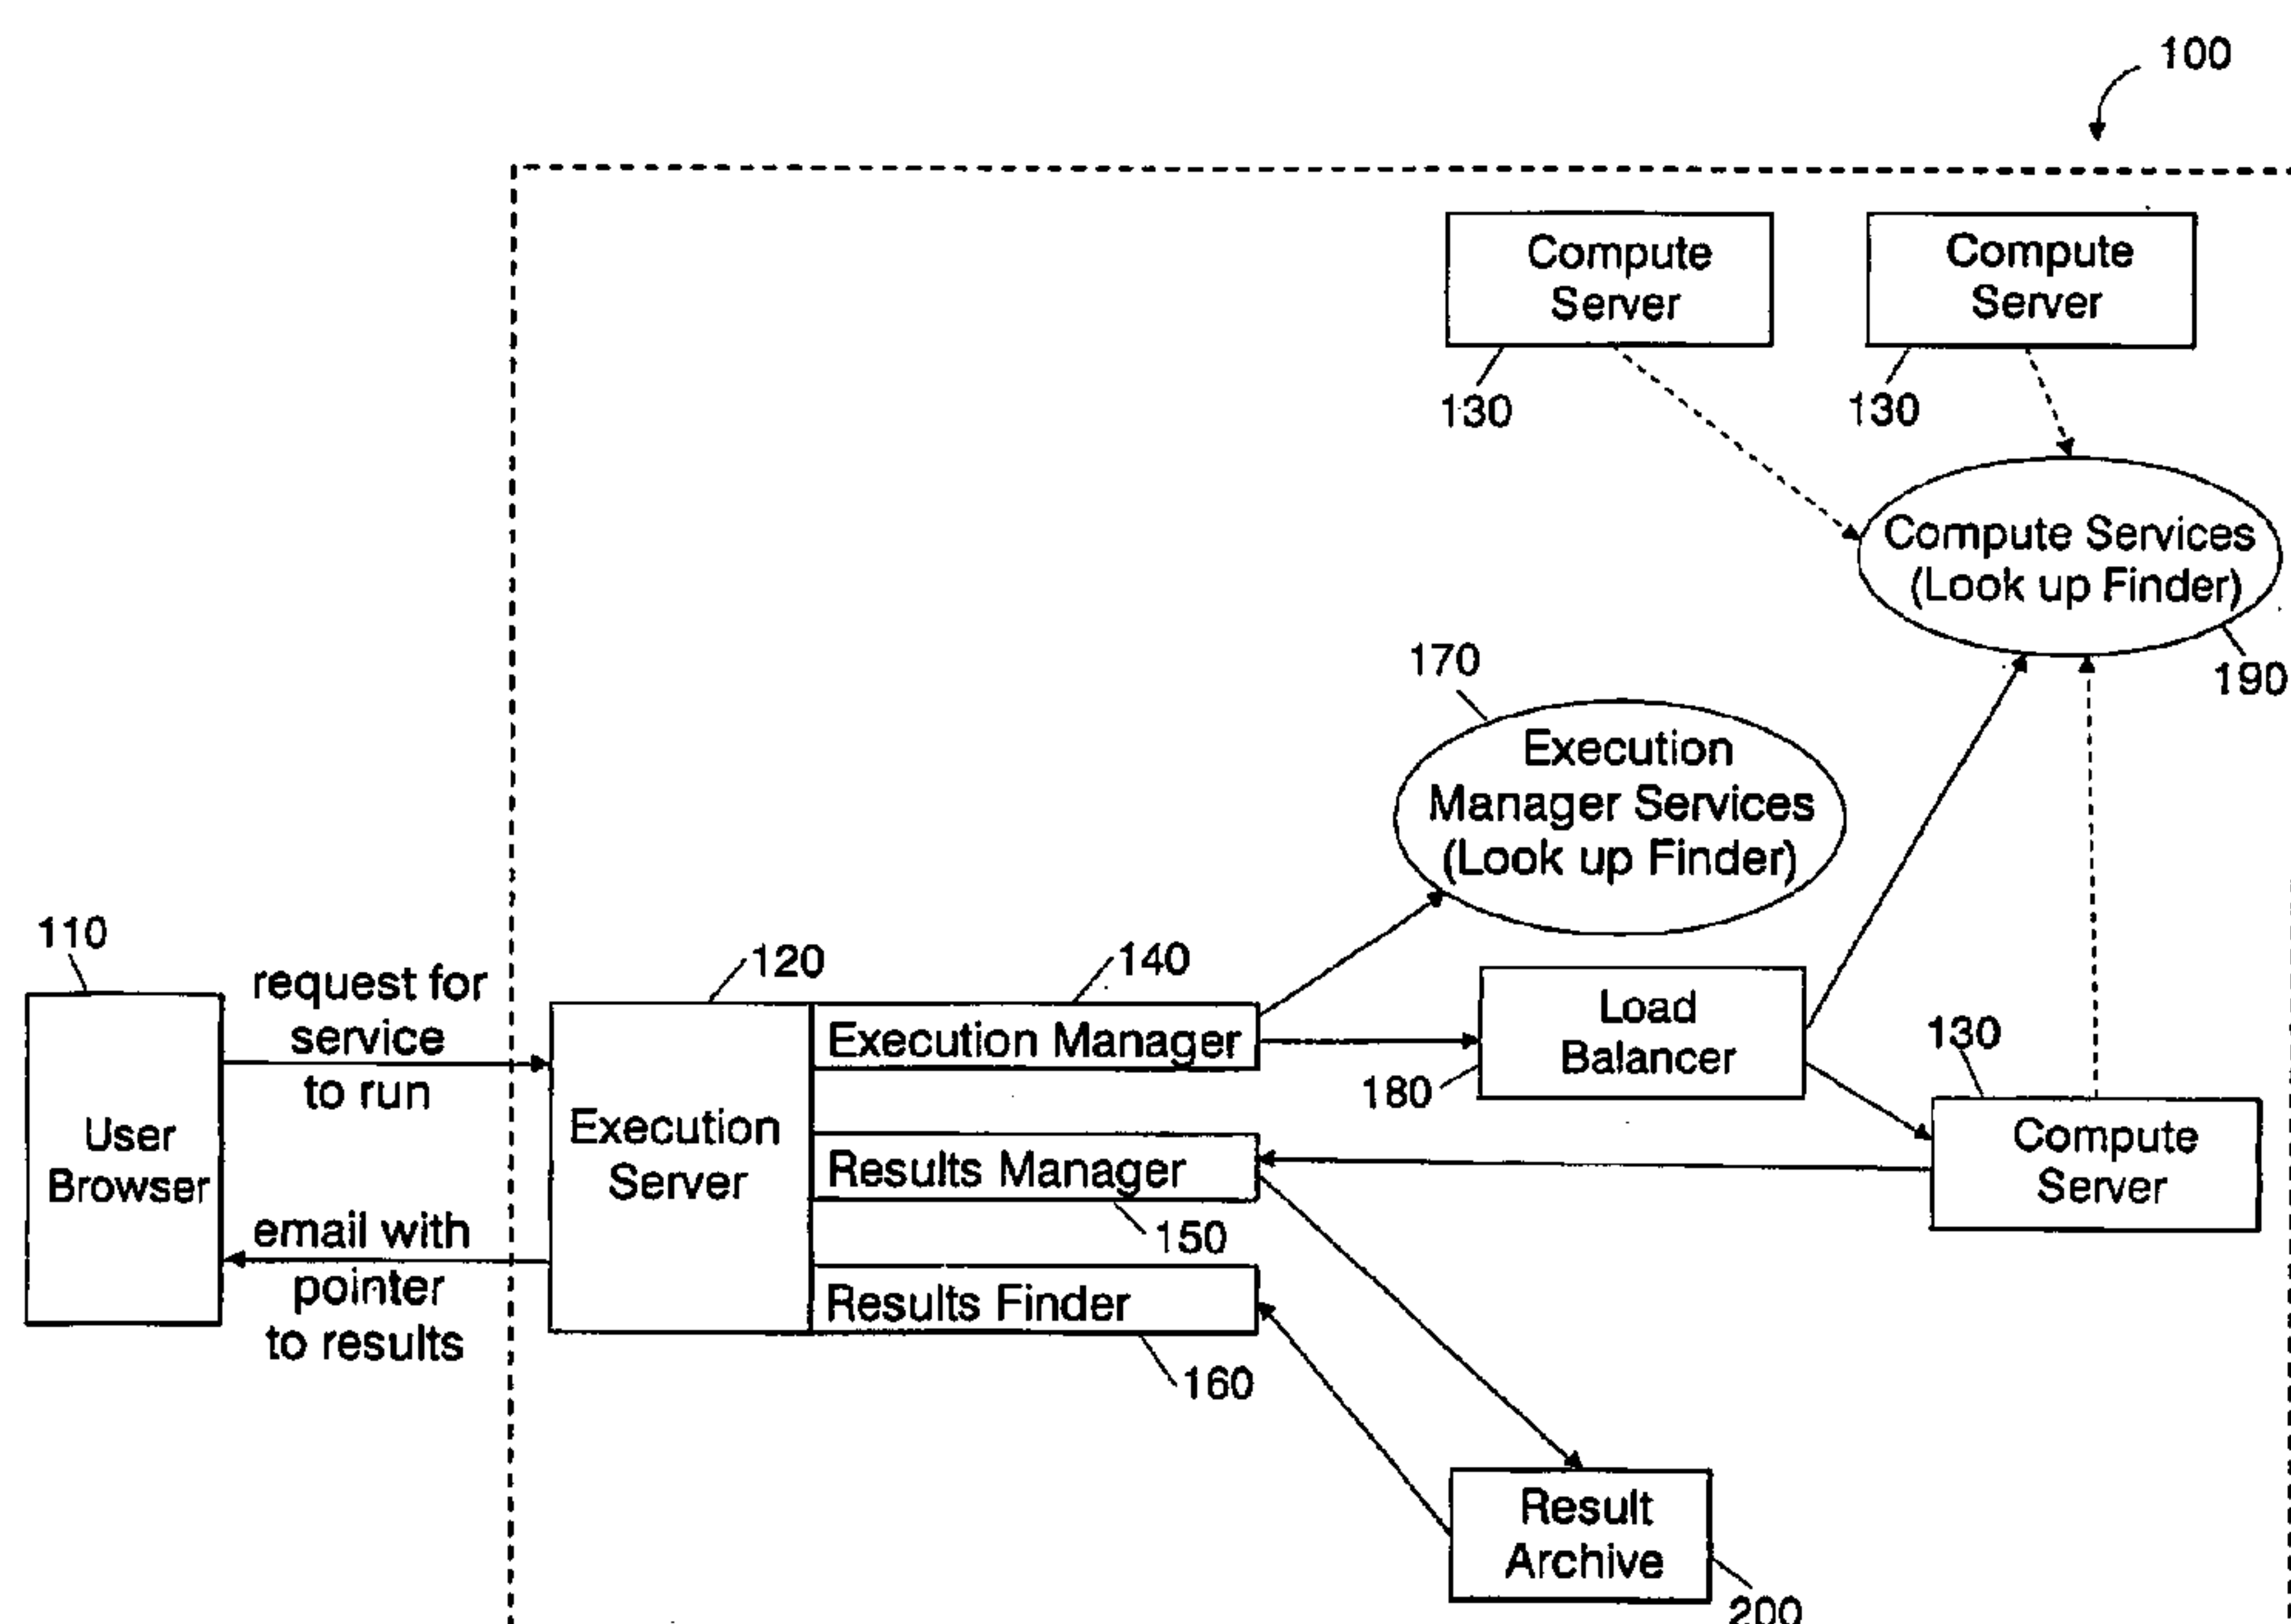 100
Compute
Server
Compute
Server
130
130
Compute Services
(Look up Finder)
190
170
Execution
Manager Services
(Look up Finder)
110
request for
service
to run
120
140
Execution Manager
Load
Balancer
180
130
Compute
Server
User
Browser
Execution
Server
Results Manager
150
email with
pointer
to results
Results Finder
160
Result
Archive
200